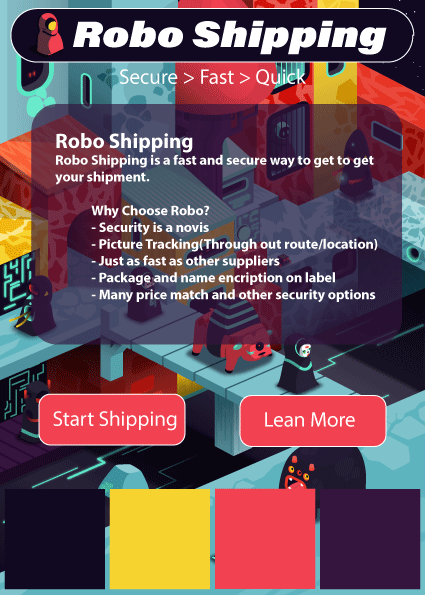 Robo Shipping
Secure > Fast > Quick
Robo Shipping
Robo Shipping is a fast and secure way to get to get
your shipment.
Why Choose Robo?
- Security is a novis
- Picture Tracking(Through out route/location)
- Just as fast as other suppliers
- Package and name encription on label
- Many price match and other security options
Start Shipping
Lean More